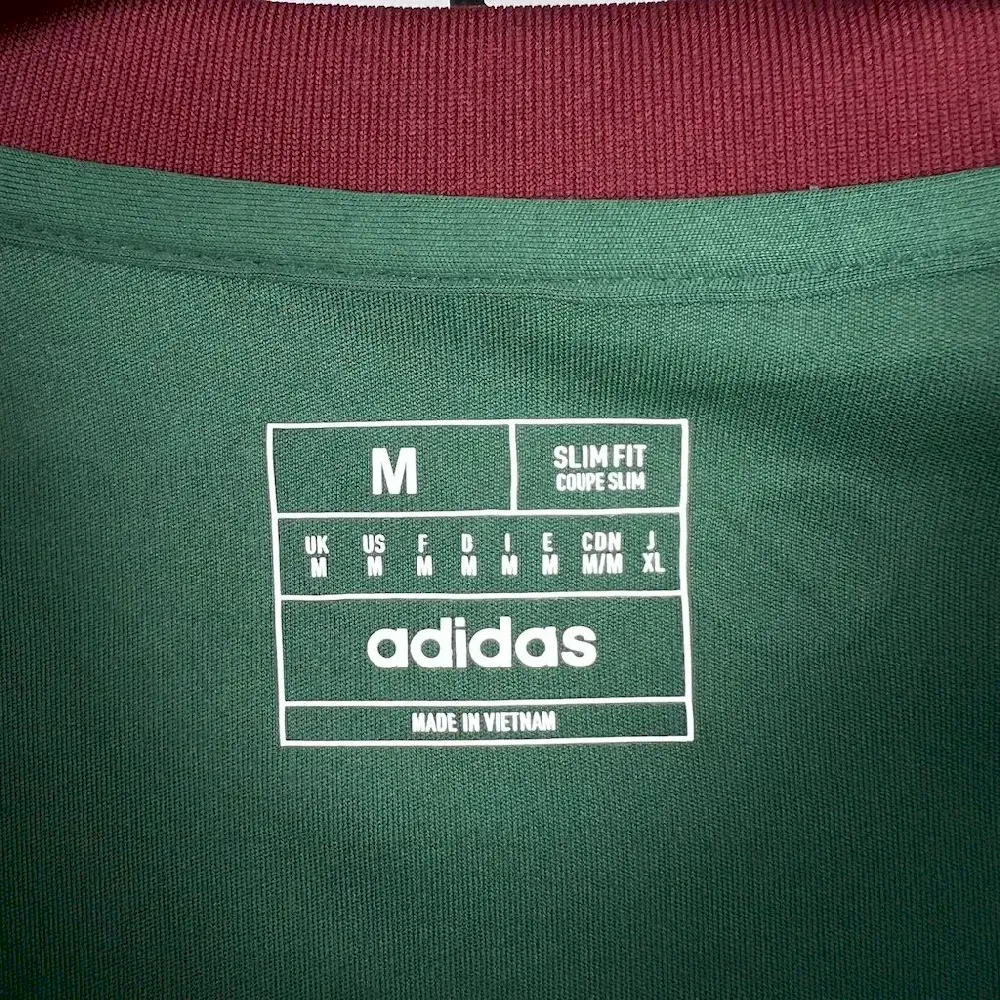 M
SLIM FIT
COUPE SLIM
UK US F D I E CDN J
M M M M M M M/M XL
adidas
MADE IN VIETNAM